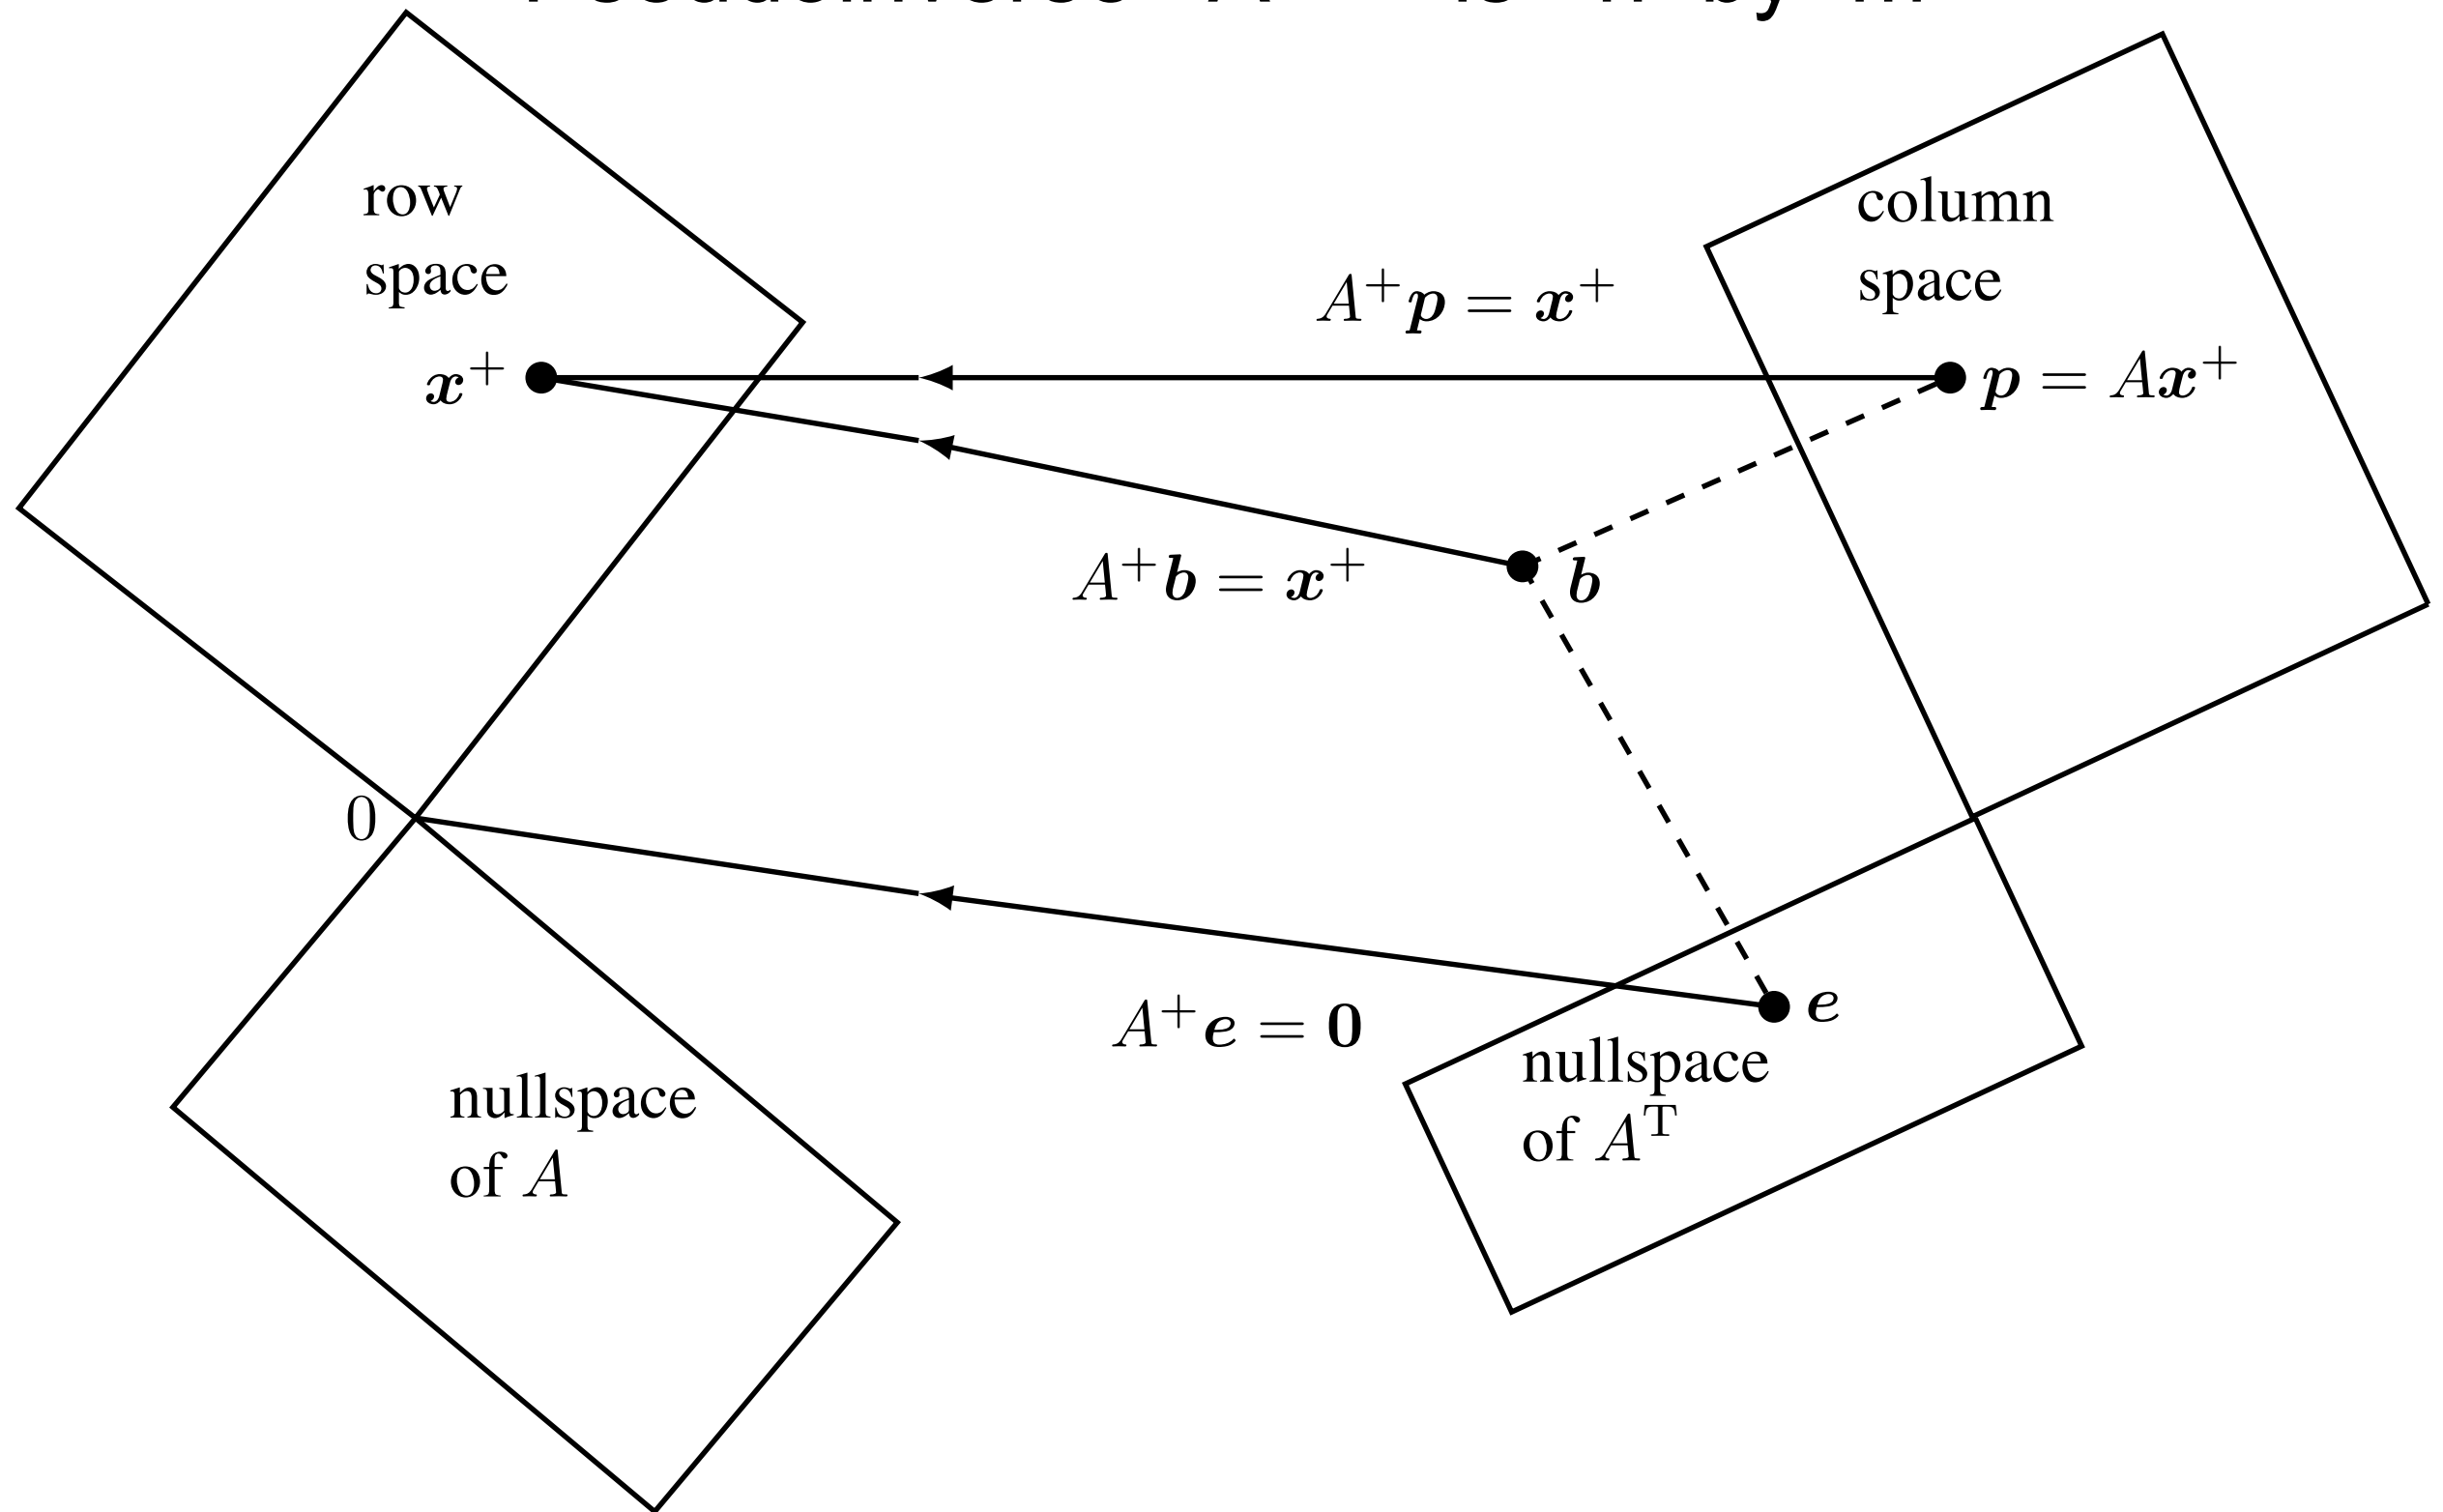 row
space
x⁺
A⁺p = x⁺
column
space
p = Ax⁺
A⁺b = x⁺
b
0
A⁺e = 0
e
nullspace
of A
nullspace
of Aᵀ